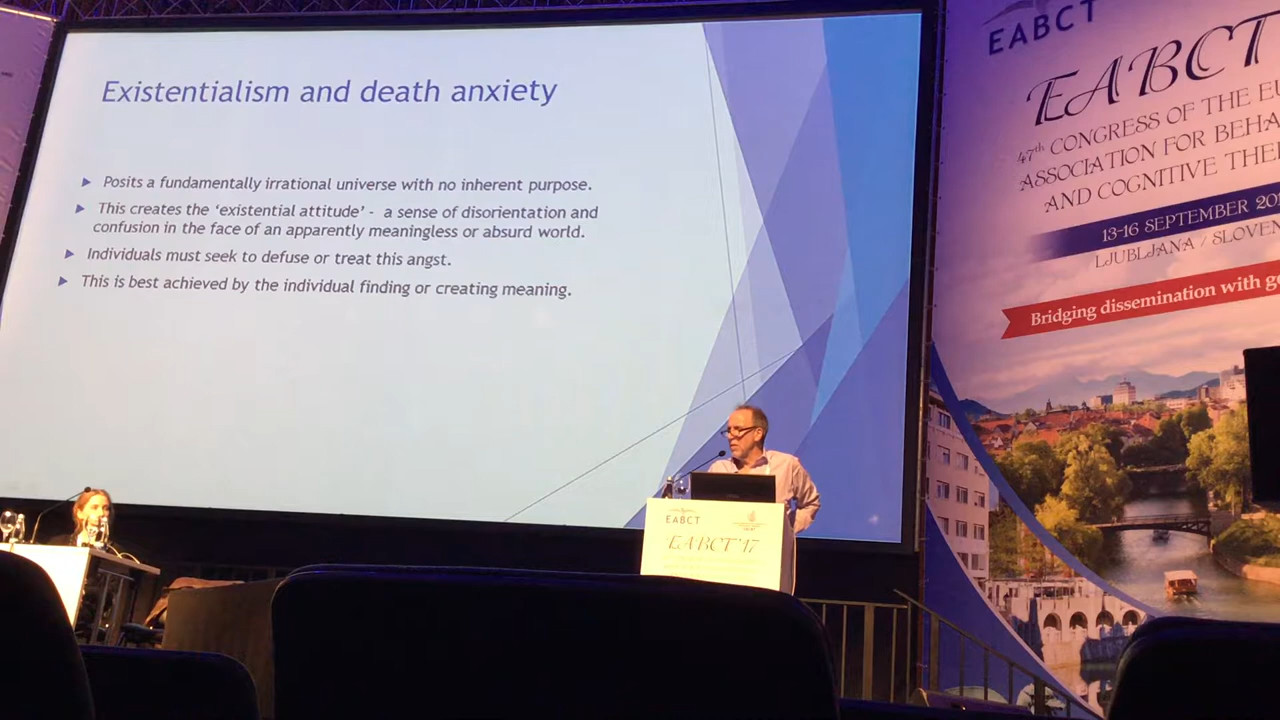 Existentialism and death anxiety
Posits a fundamentally irrational universe with no inherent purpose.
This creates the ‘existential attitude’ - a sense of disorientation and
confusion in the face of an apparently meaningless or absurd world.
Individuals must seek to defuse or treat this angst.
This is best achieved by the individual finding or creating meaning.
EABCT
EABCT
47th CONGRESS OF THE EU
ASSOCIATION FOR BEHA
AND COGNITIVE THE
13-16 SEPTEMBER 201
LJUBLJANA / SLOVEN
Bridging dissemination with go
EABCT
EABCT'17